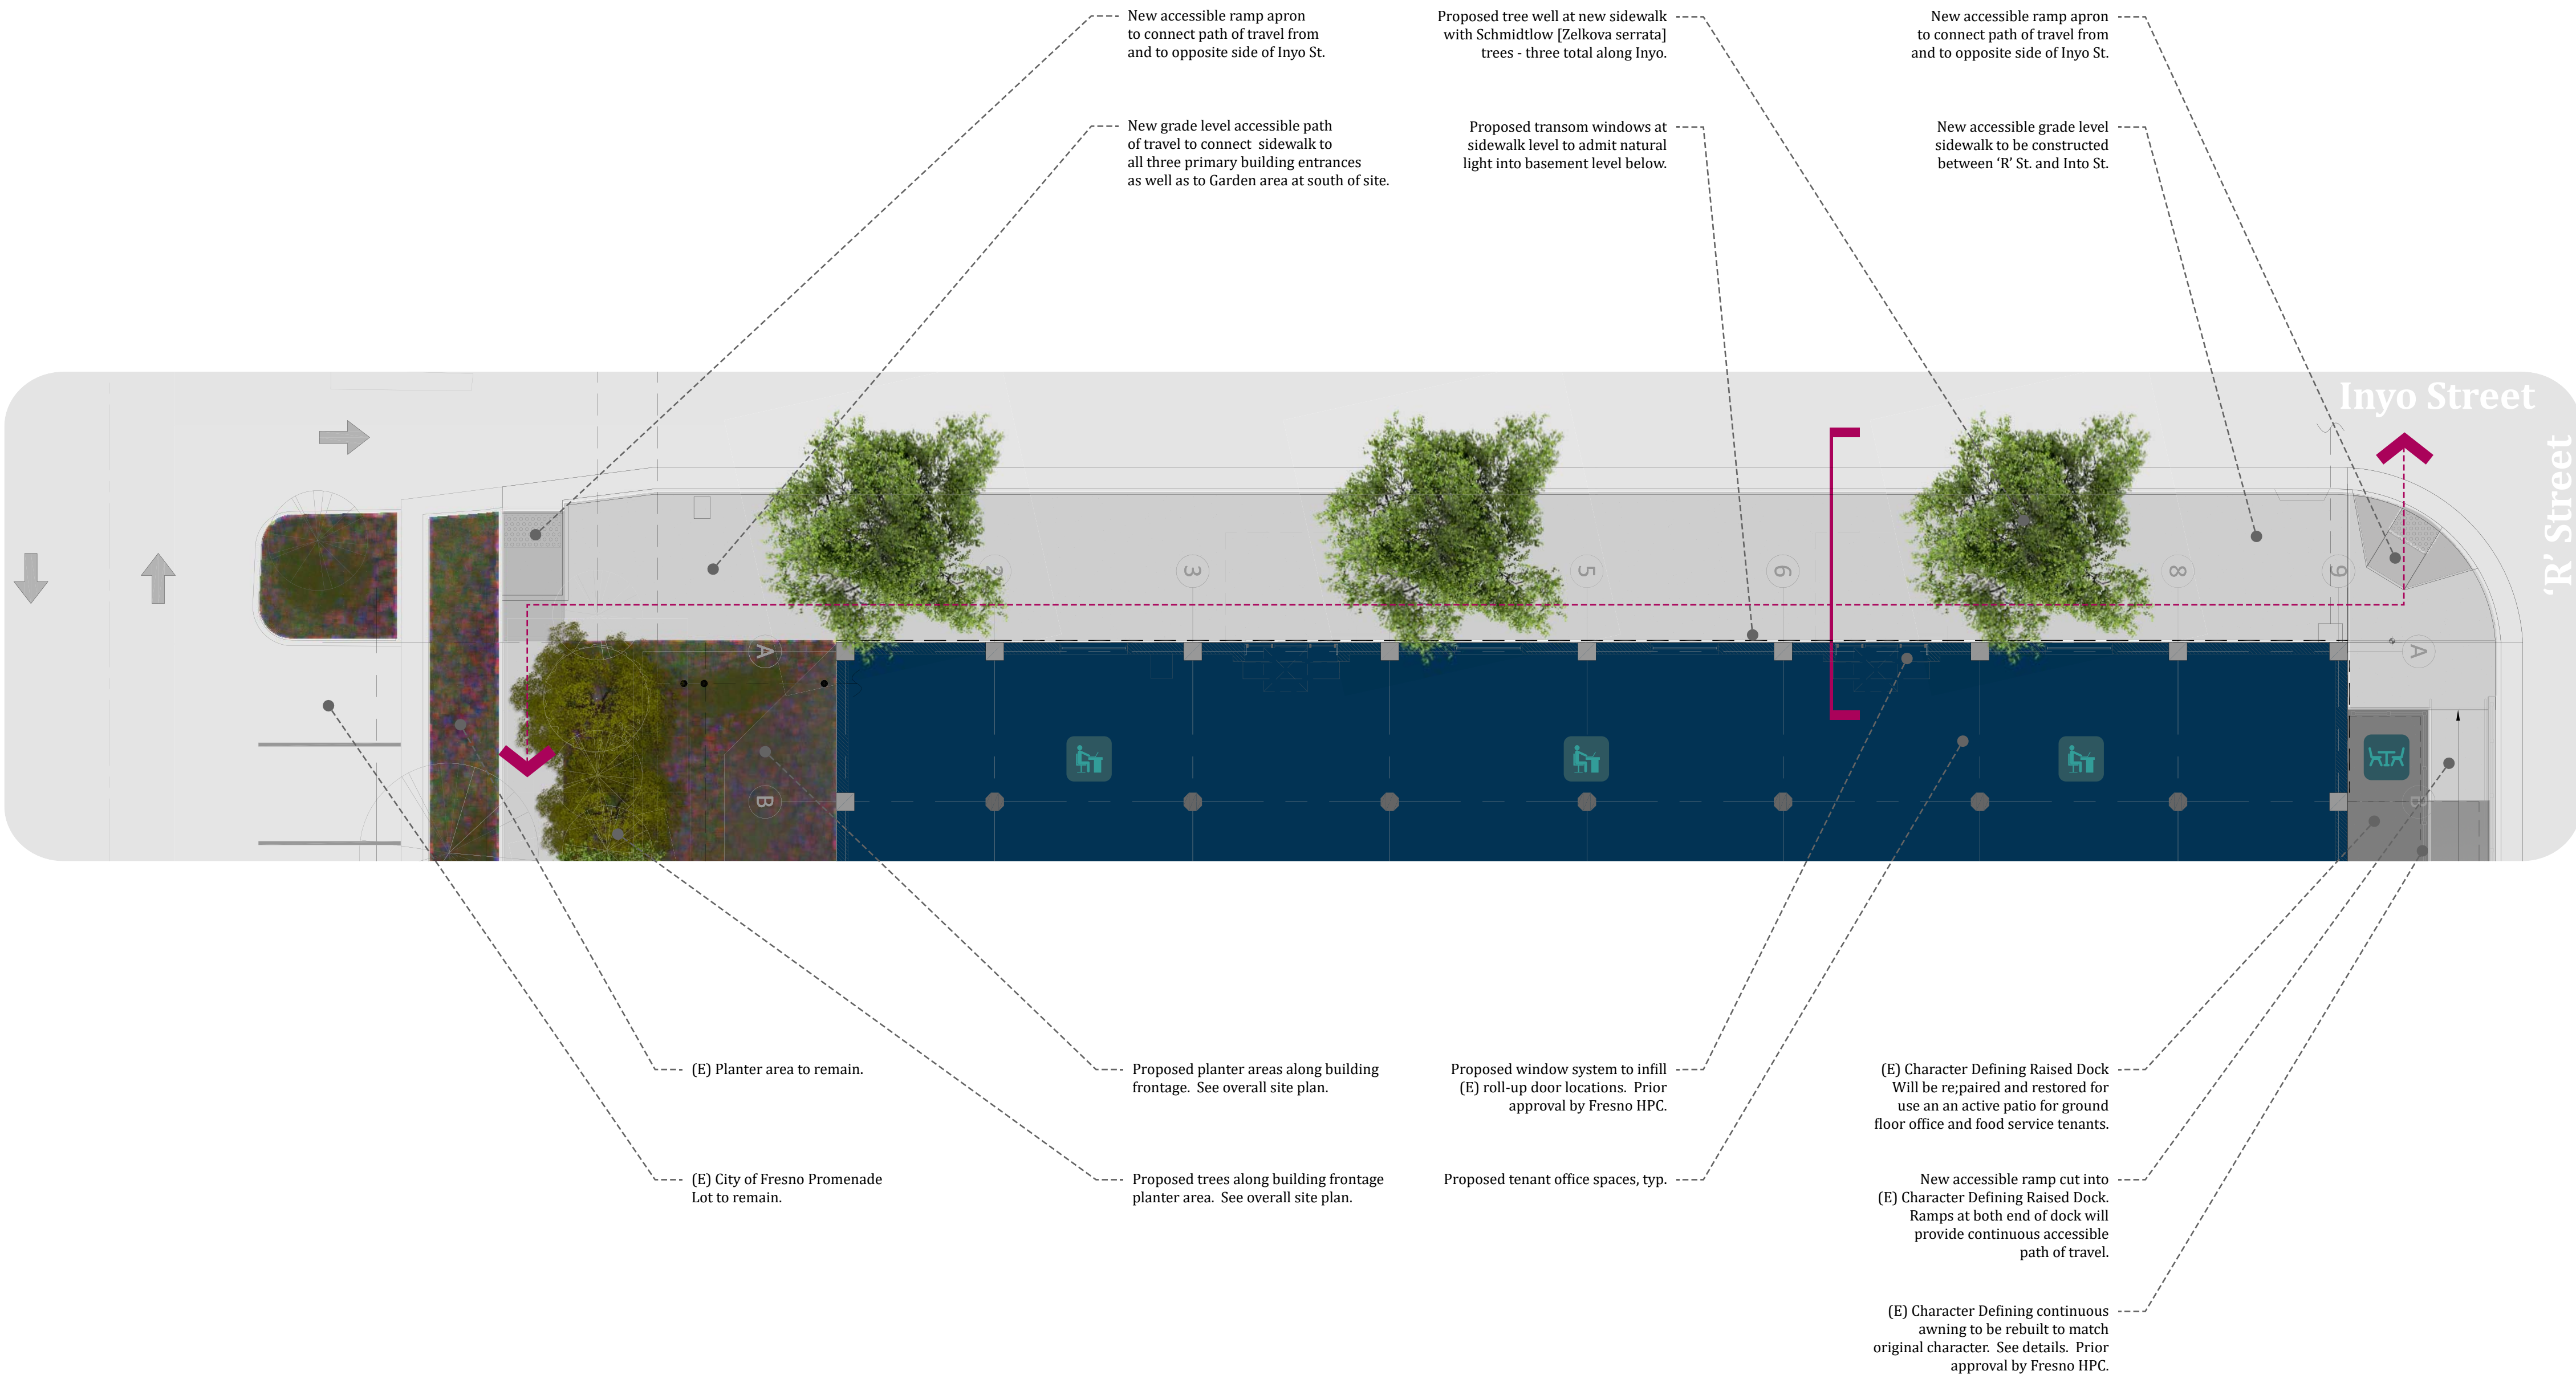 New accessible ramp apron
to connect path of travel from
and to opposite side of Inyo St.
Proposed tree well at new sidewalk
with Schmidtlow [Zelkova serrata]
trees - three total along Inyo.
New accessible ramp apron
to connect path of travel from
and to opposite side of Inyo St.
New grade level accessible path
of travel to connect  sidewalk to
all three primary building entrances
as well as to Garden area at south of site.
Proposed transom windows at
sidewalk level to admit natural
light into basement level below.
New accessible grade level
sidewalk to be constructed
between ‘R’ St. and Into St.
Inyo Street
‘R’ Street
2
3
5
6
8
9
A
A
B
B
(E) Planter area to remain.
Proposed planter areas along building
frontage.  See overall site plan.
Proposed window system to infill
(E) roll-up door locations.  Prior
approval by Fresno HPC.
(E) Character Defining Raised Dock
Will be re;paired and restored for
use an an active patio for ground
floor office and food service tenants.
(E) City of Fresno Promenade
Lot to remain.
Proposed trees along building frontage
planter area.  See overall site plan.
Proposed tenant office spaces, typ.
New accessible ramp cut into
(E) Character Defining Raised Dock.
Ramps at both end of dock will
provide continuous accessible
path of travel.
(E) Character Defining continuous
awning to be rebuilt to match
original character.  See details.  Prior
approval by Fresno HPC.